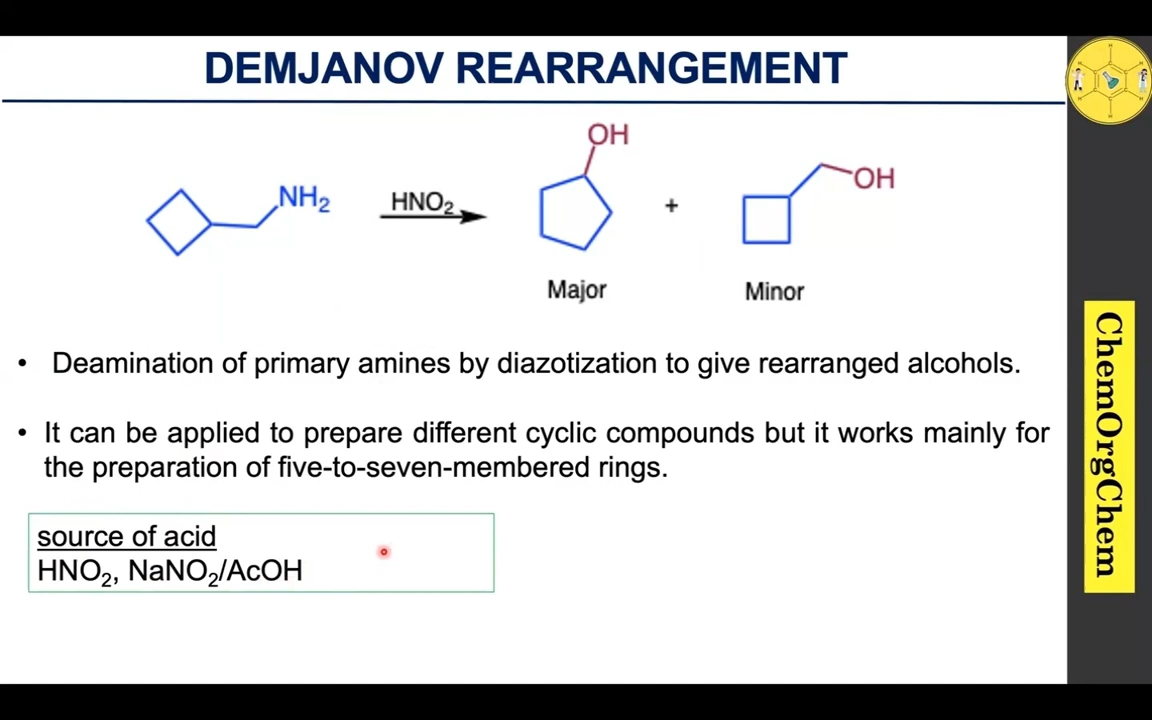 DEMJANOV REARRANGEMENT
NH₂
HNO₂
OH
+
OH
Major
Minor
• Deamination of primary amines by diazotization to give rearranged alcohols.
• It can be applied to prepare different cyclic compounds but it works mainly for
the preparation of five-to-seven-membered rings.
source of acid
HNO₂, NaNO₂/AcOH
ChemOrgChem